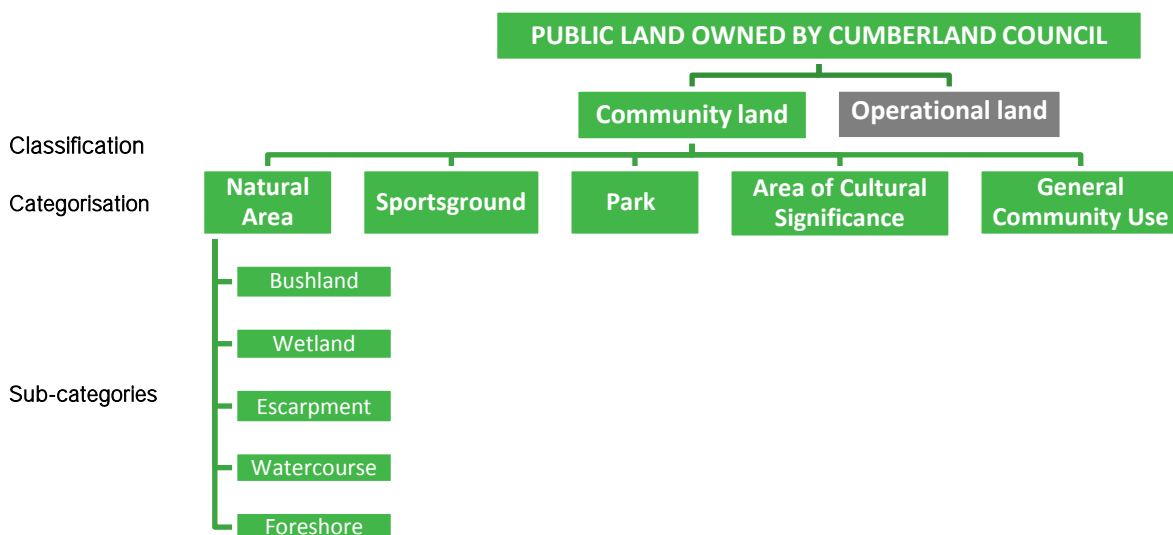 PUBLIC LAND OWNED BY CUMBERLAND COUNCIL
Community land
Operational land
Classification
Categorisation
Natural
Area
Sportsground
Park
Area of Cultural
Significance
General
Community Use
Bushland
Wetland
Sub-categories
Escarpment
Watercourse
Foreshore